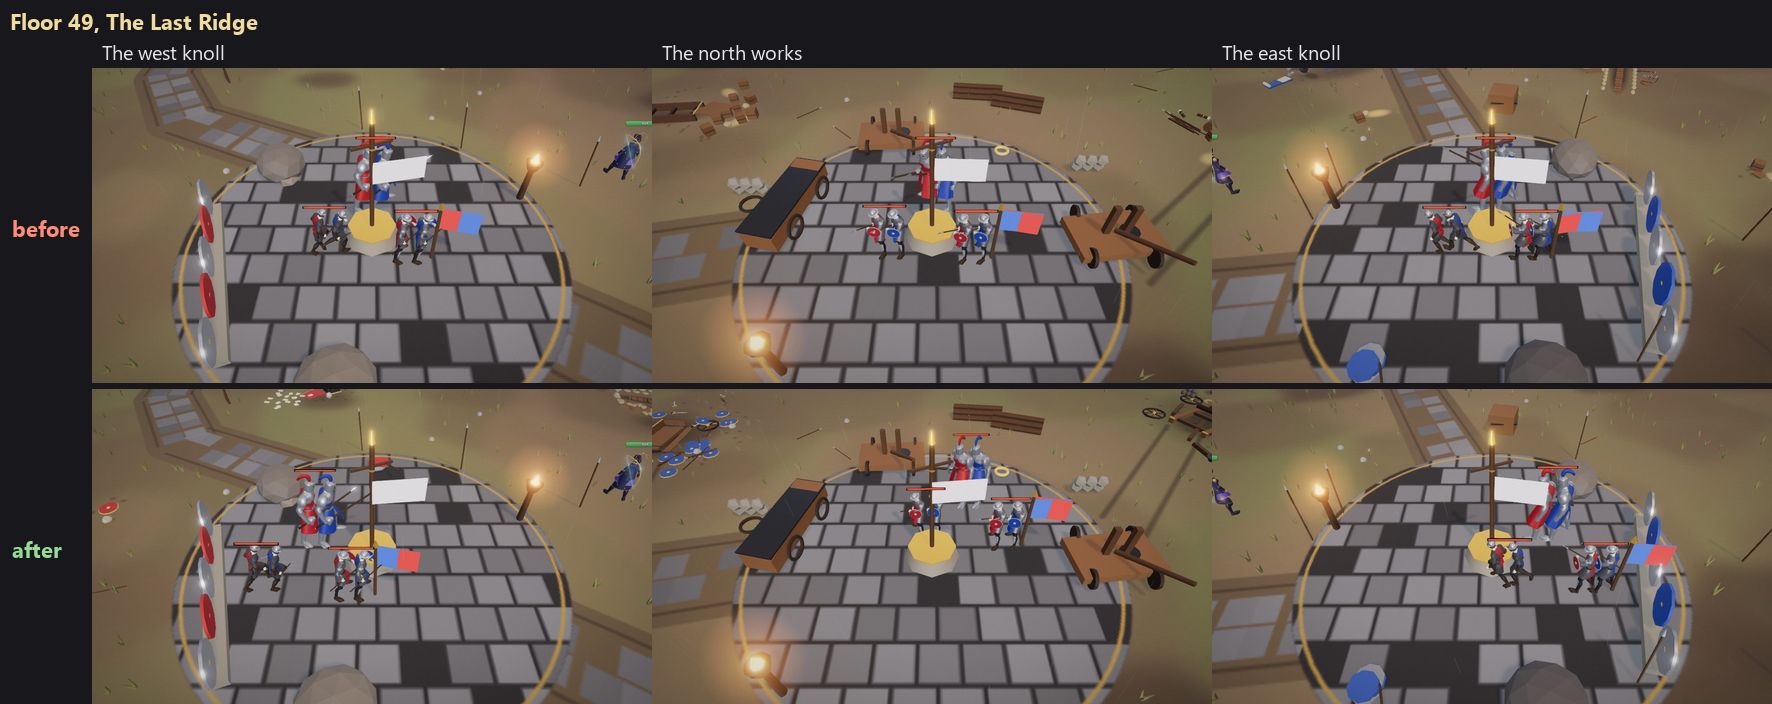 Floor 49, The Last Ridge
The west knoll
The north works
The east knoll
before
after